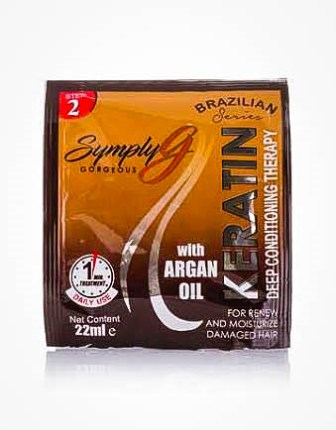 STEP
2
BRAZILIAN
Series
SymplyG
GORGEOUS
KERATIN
DEEP CONDITIONING THERAPY
with
ARGAN
OIL
1
MIN.
TREATMENT
DAILY USE
Net Content
22ml e
FOR RENEW
AND MOISTURIZE
DAMAGED HAIR